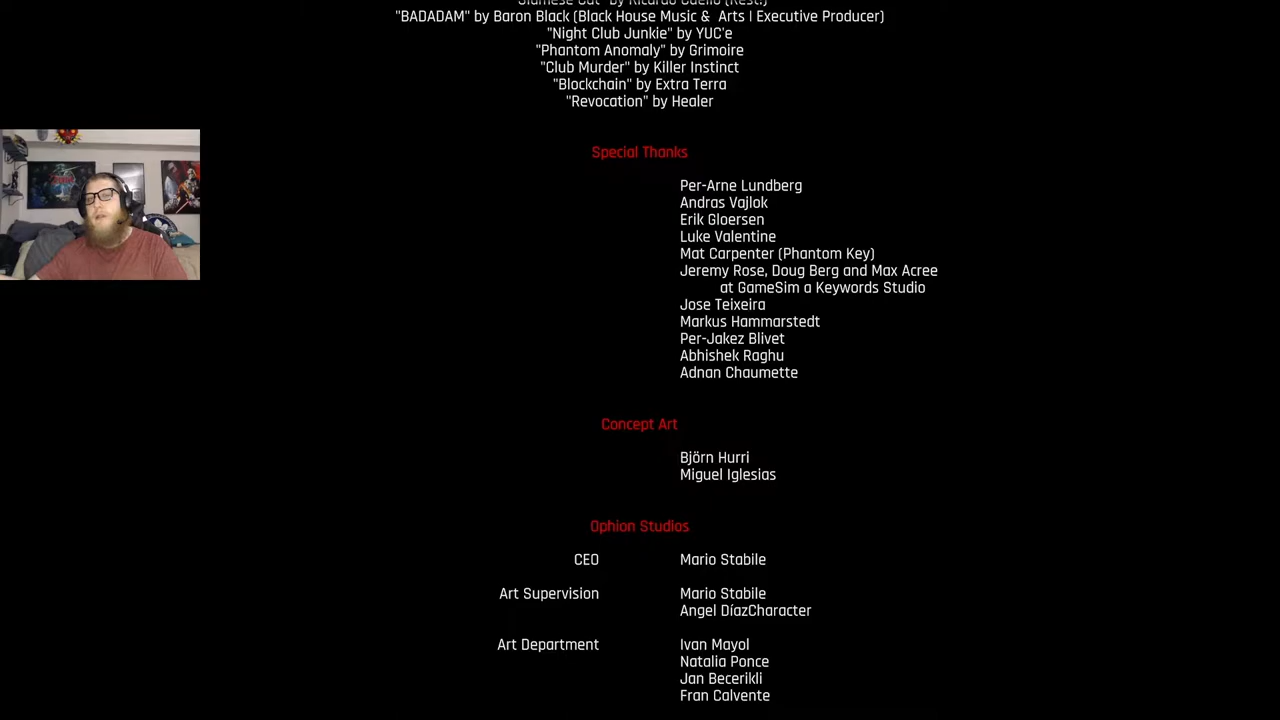 "BADADAM" by Baron Black (Black House Music & Arts | Executive Producer)
"Night Club Junkie" by YUC'e
"Phantom Anomaly" by Grimoire
"Club Murder" by Killer Instinct
"Blockchain" by Extra Terra
"Revocation" by Healer
Special Thanks
Per-Arne Lundberg
Andras Vajlok
Erik Gloersen
Luke Valentine
Mat Carpenter (Phantom Key)
Jeremy Rose, Doug Berg and Max Acree
at GameSim a Keywords Studio
Jose Teixeira
Markus Hammarstedt
Per-Jakez Blivet
Abhishek Raghu
Adnan Chaumette
Concept Art
Björn Hurri
Miguel Iglesias
Ophion Studios
CEO Mario Stabile
Art Supervision Mario Stabile
Angel DíazCharacter
Art Department Ivan Mayol
Natalia Ponce
Jan Becerikli
Fran Calvente